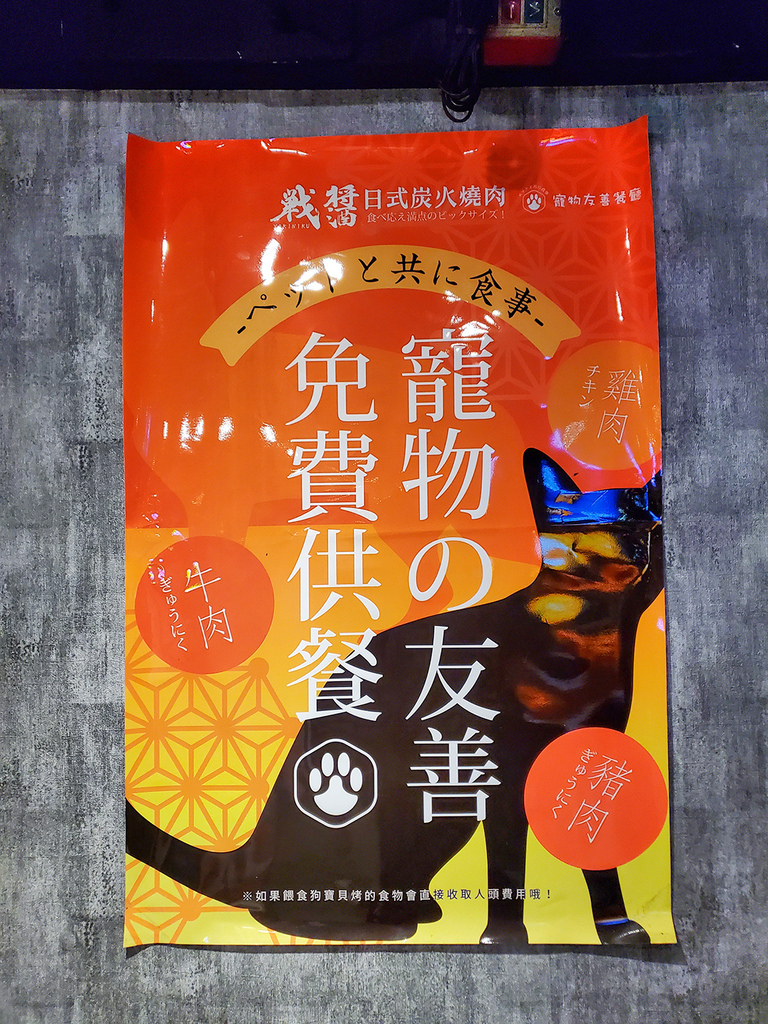 戦醤 日式炭火燒肉
食べ応え満点のビックサイズ！
寵物友善餐廳
-ペットと共に食事-
寵物の友善
免費供餐
雞肉
チキン
牛肉
ぎゅうにく
豬肉
ぎゅうにく
※如果餵食狗寶貝烤的食物會直接收取人頭費用哦！